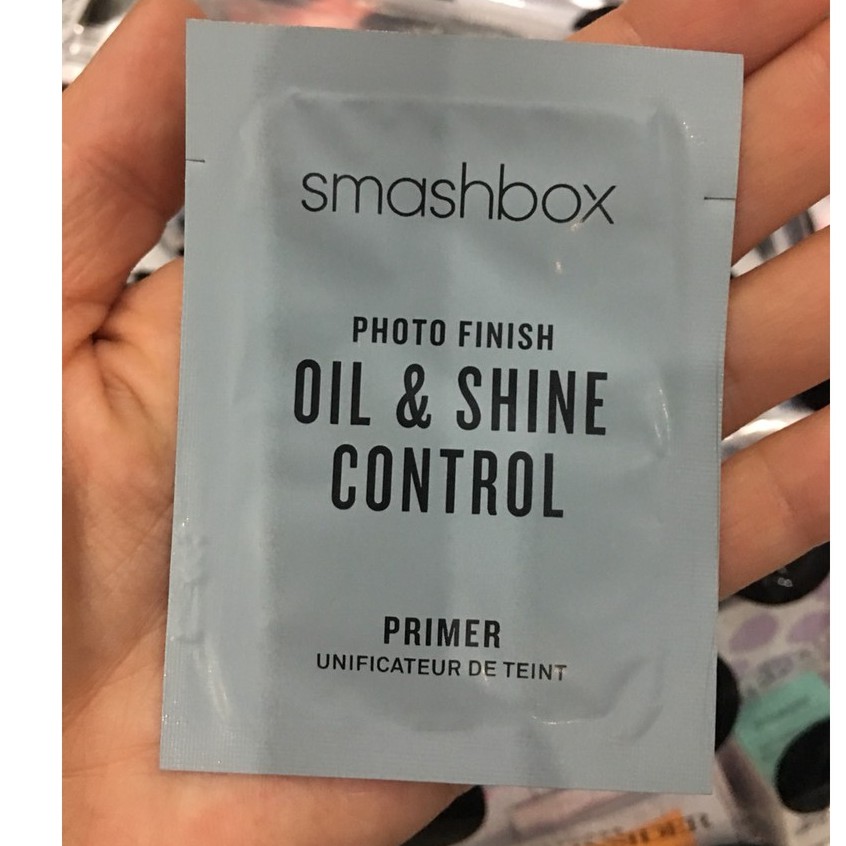 smashbox
PHOTO FINISH
OIL & SHINE
CONTROL
PRIMER
UNIFICATEUR DE TEINT